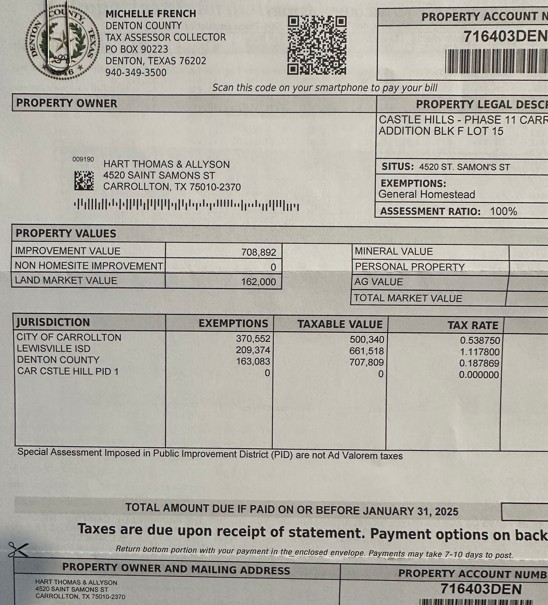 DENTON COUNTY, TEXAS
MICHELLE FRENCH
DENTON COUNTY
TAX ASSESSOR COLLECTOR
PO BOX 90223
DENTON, TEXAS 76202
940-349-3500
PROPERTY ACCOUNT N
716403DEN
Scan this code on your smartphone to pay your bill
PROPERTY OWNER
PROPERTY LEGAL DESC
CASTLE HILLS - PHASE 11 CARR
ADDITION BLK F LOT 15
009190
HART THOMAS & ALLYSON
4520 SAINT SAMONS ST
CARROLLTON, TX 75010-2370
SITUS: 4520 ST. SAMON'S ST
EXEMPTIONS:
General Homestead
ASSESSMENT RATIO: 100%
PROPERTY VALUES
IMPROVEMENT VALUE 708,892
NON HOMESITE IMPROVEMENT 0
LAND MARKET VALUE 162,000
MINERAL VALUE
PERSONAL PROPERTY
AG VALUE
TOTAL MARKET VALUE
JURISDICTION EXEMPTIONS TAXABLE VALUE TAX RATE
CITY OF CARROLLTON 370,552 500,340 0.538750
LEWISVILLE ISD 209,374 661,518 1.117800
DENTON COUNTY 163,083 707,809 0.187869
CAR CSTLE HILL PID 1 0 0 0.000000
Special Assessment Imposed in Public Improvement District (PID) are not Ad Valorem taxes
TOTAL AMOUNT DUE IF PAID ON OR BEFORE JANUARY 31, 2025
Taxes are due upon receipt of statement. Payment options on back
Return bottom portion with your payment in the enclosed envelope. Payments may take 7-10 days to post.
PROPERTY OWNER AND MAILING ADDRESS
PROPERTY ACCOUNT NUMB
HART THOMAS & ALLYSON
4520 SAINT SAMONS ST
CARROLLTON, TX 75010-2370
716403DEN